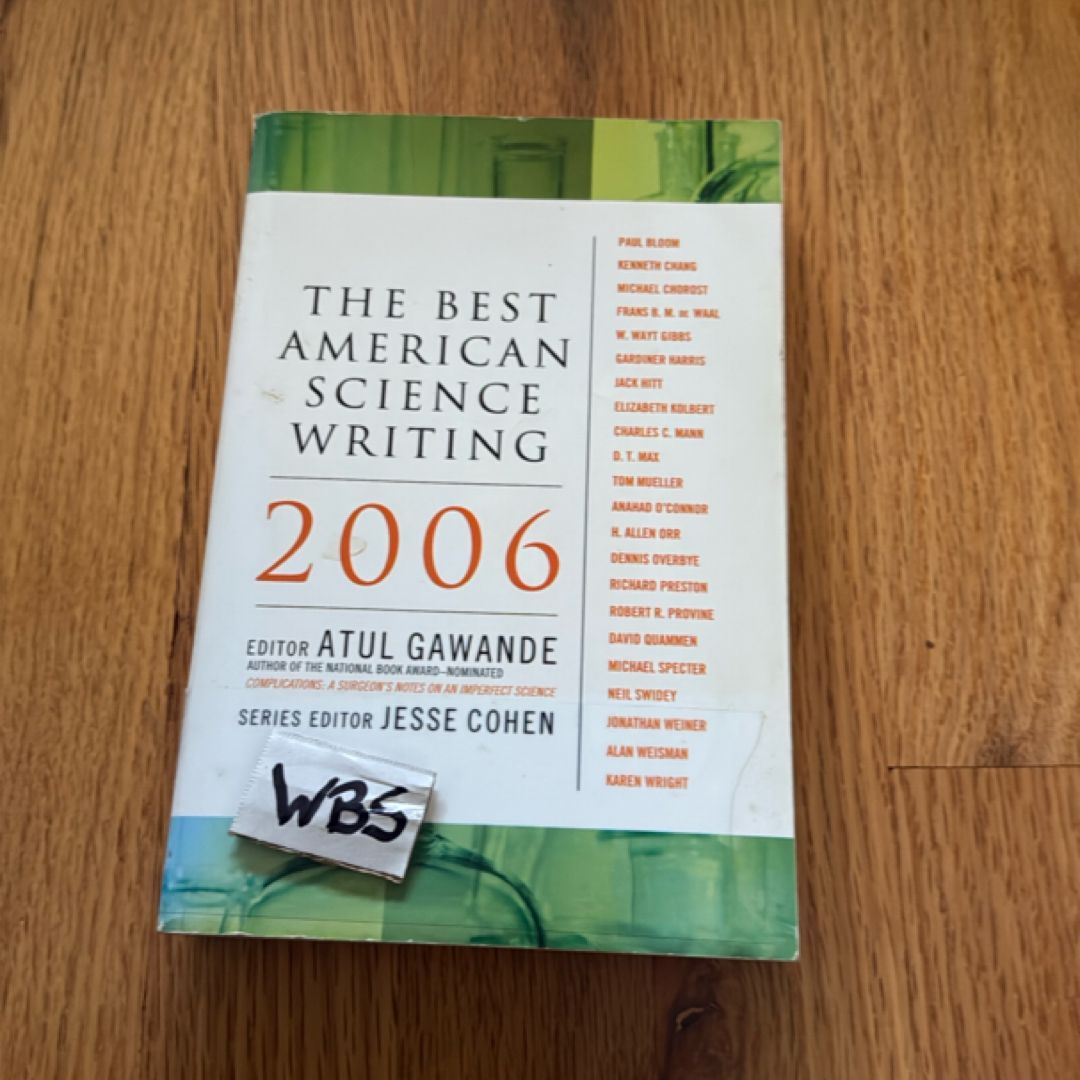 THE BEST
AMERICAN
SCIENCE
WRITING
2006
EDITOR ATUL GAWANDE
AUTHOR OF THE NATIONAL BOOK AWARD–NOMINATED
COMPLICATIONS: A SURGEON'S NOTES ON AN IMPERFECT SCIENCE
SERIES EDITOR JESSE COHEN
WBS
PAUL BLOOM
KENNETH CHANG
MICHAEL CHOROST
FRANS B. M. DE WAAL
W. WAYT GIBBS
GARDINER HARRIS
JACK HITT
ELIZABETH KOLBERT
CHARLES C. MANN
D. T. MAX
TOM MUELLER
ANAHAD O'CONNOR
H. ALLEN ORR
DENNIS OVERBYE
RICHARD PRESTON
ROBERT R. PROVINE
DAVID QUAMMEN
MICHAEL SPECTER
NEIL SWIDEY
JONATHAN WEINER
ALAN WEISMAN
KAREN WRIGHT